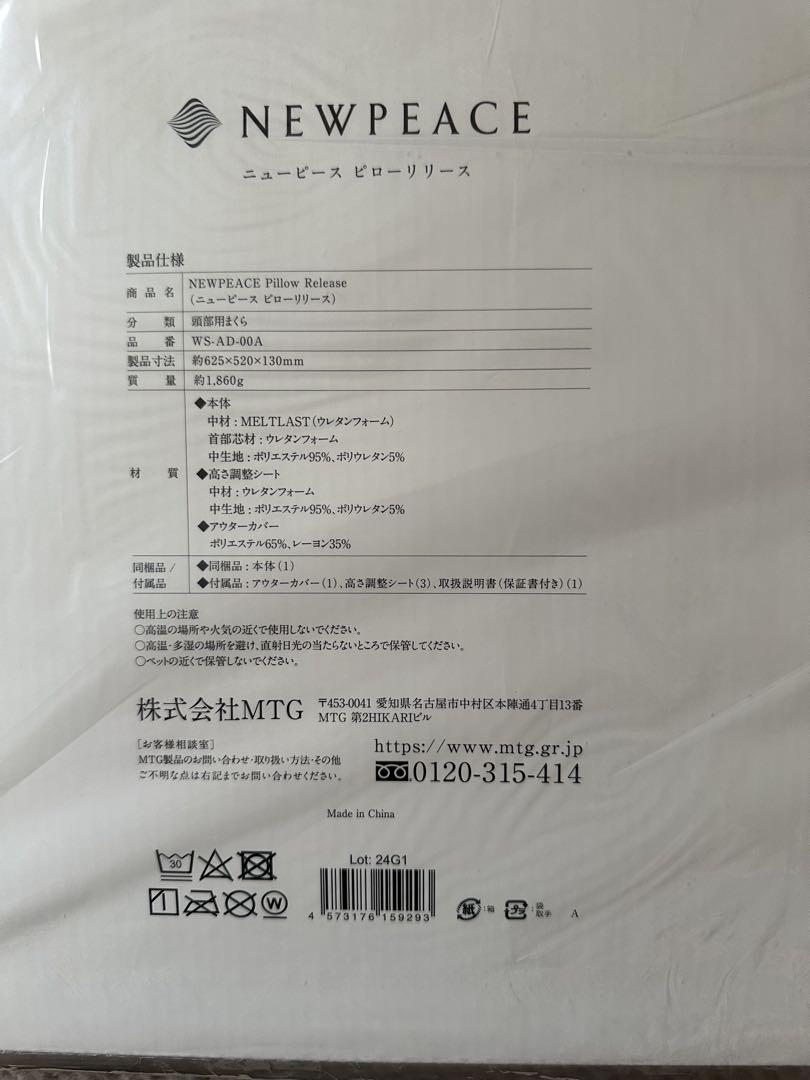 NEWPEACE
ニューピース ピローリリース
製品仕様
商品名 NEWPEACE Pillow Release
（ニューピース ピローリリース）
分類 頭部用まくら
品番 WS-AD-00A
製品寸法 約625×520×130mm
質量 約1,860g
材質 ◆本体
中材：MELTLAST（ウレタンフォーム）
首部芯材：ウレタンフォーム
中生地：ポリエステル95%、ポリウレタン5%
◆高さ調整シート
中材：ウレタンフォーム
中生地：ポリエステル95%、ポリウレタン5%
◆アウターカバー
ポリエステル65%、レーヨン35%
同梱品/付属品 ◆同梱品：本体（1）
◆付属品：アウターカバー（1）、高さ調整シート（3）、取扱説明書（保証書付き）（1）
使用上の注意
○高温の場所や火気の近くで使用しないでください。
○高温・多湿の場所を避け、直射日光の当たらないところで保管してください。
○ペットの近くで保管しないでください。
株式会社MTG 〒453-0041 愛知県名古屋市中村区本陣通4丁目13番
MTG 第2HIKARIビル
［お客様相談室］
MTG製品のお問い合わせ・取り扱い方法・その他
ご不明な点は右記までお問い合わせください。
https://www.mtg.gr.jp
0120-315-414
Made in China
30
W
Lot: 24G1
4 573176 159293
紙：箱
プラ：袋 取手
A